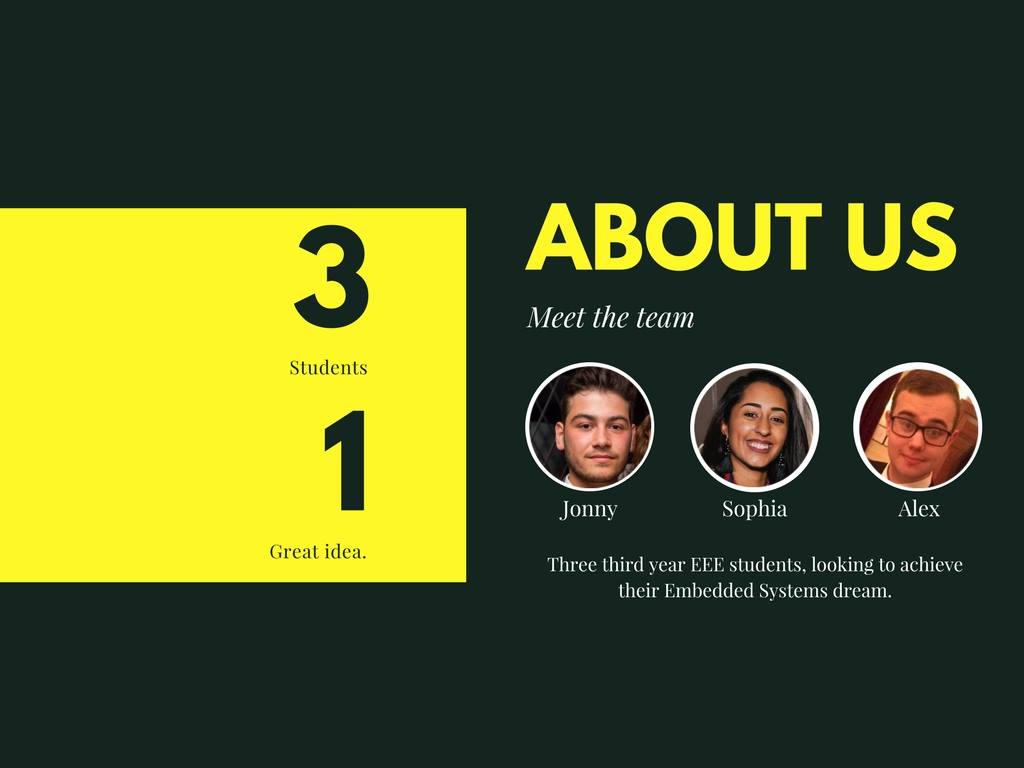 3
Students
1
Great idea.
ABOUT US
Meet the team
Jonny Sophia Alex
Three third year EEE students, looking to achieve
their Embedded Systems dream.